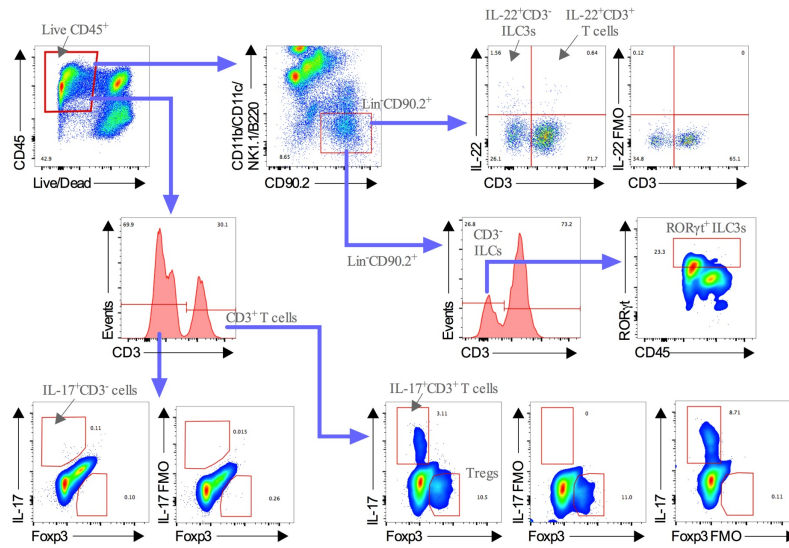 Live CD45⁺
CD45
42.9
Live/Dead
CD11b/CD11c/
NK1.1/B220
8.65
CD90.2
Lin⁻CD90.2⁺
IL-22⁺CD3⁻
ILC3s
IL-22⁺CD3⁺
T cells
1.56
0.64
IL-22
26.1
71.7
CD3
0.12
0
IL-22 FMO
34.8
65.1
CD3
69.9
30.1
Events
CD3
CD3⁺ T cells
Lin⁻CD90.2⁺
26.8
73.2
CD3⁻
ILCs
Events
CD3
RORγt⁺ ILC3s
23.3
RORγt
CD45
IL-17⁺CD3⁻ cells
0.11
IL-17
0.10
Foxp3
0.015
IL-17 FMO
0.26
Foxp3
IL-17⁺CD3⁺ T cells
3.11
Tregs
IL-17
10.5
Foxp3
0
IL-17 FMO
11.0
Foxp3
8.71
IL-17
0.11
Foxp3 FMO